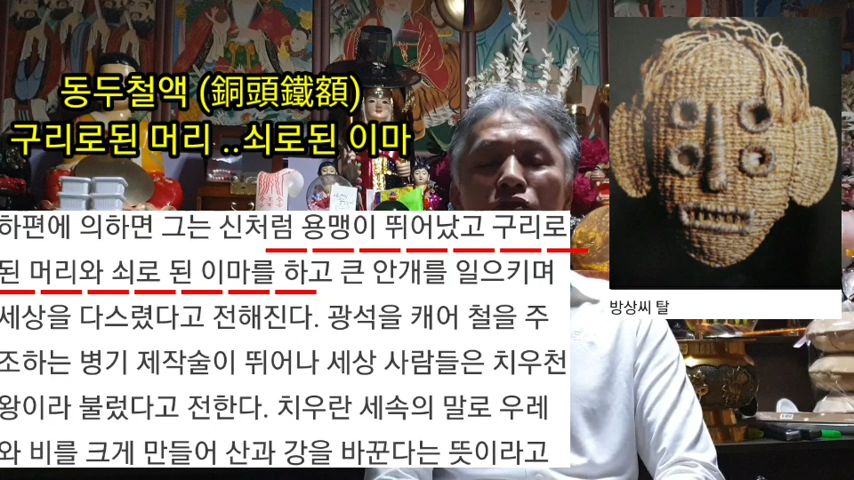 동두철액 (銅頭鐵額)
구리로된 머리 ..쇠로된 이마
하편에 의하면 그는 신처럼 용맹이 뛰어났고 구리로
된 머리와 쇠로 된 이마를 하고 큰 안개를 일으키며
세상을 다스렸다고 전해진다. 광석을 캐어 철을 주
조하는 병기 제작술이 뛰어나 세상 사람들은 치우천
왕이라 불렀다고 전한다. 치우란 세속의 말로 우레
와 비를 크게 만들어 산과 강을 바꾼다는 뜻이라고
방상씨 탈